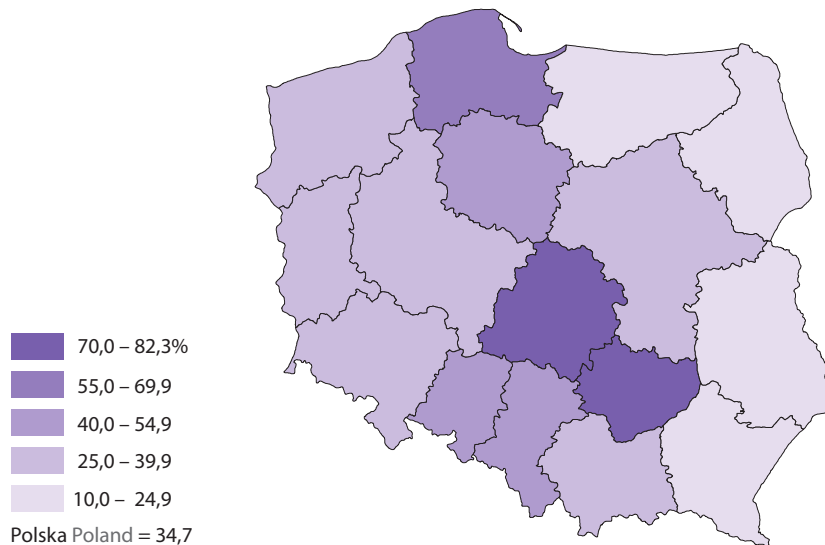 70,0 – 82,3%
55,0 – 69,9
40,0 – 54,9
25,0 – 39,9
10,0 – 24,9
Polska Poland = 34,7